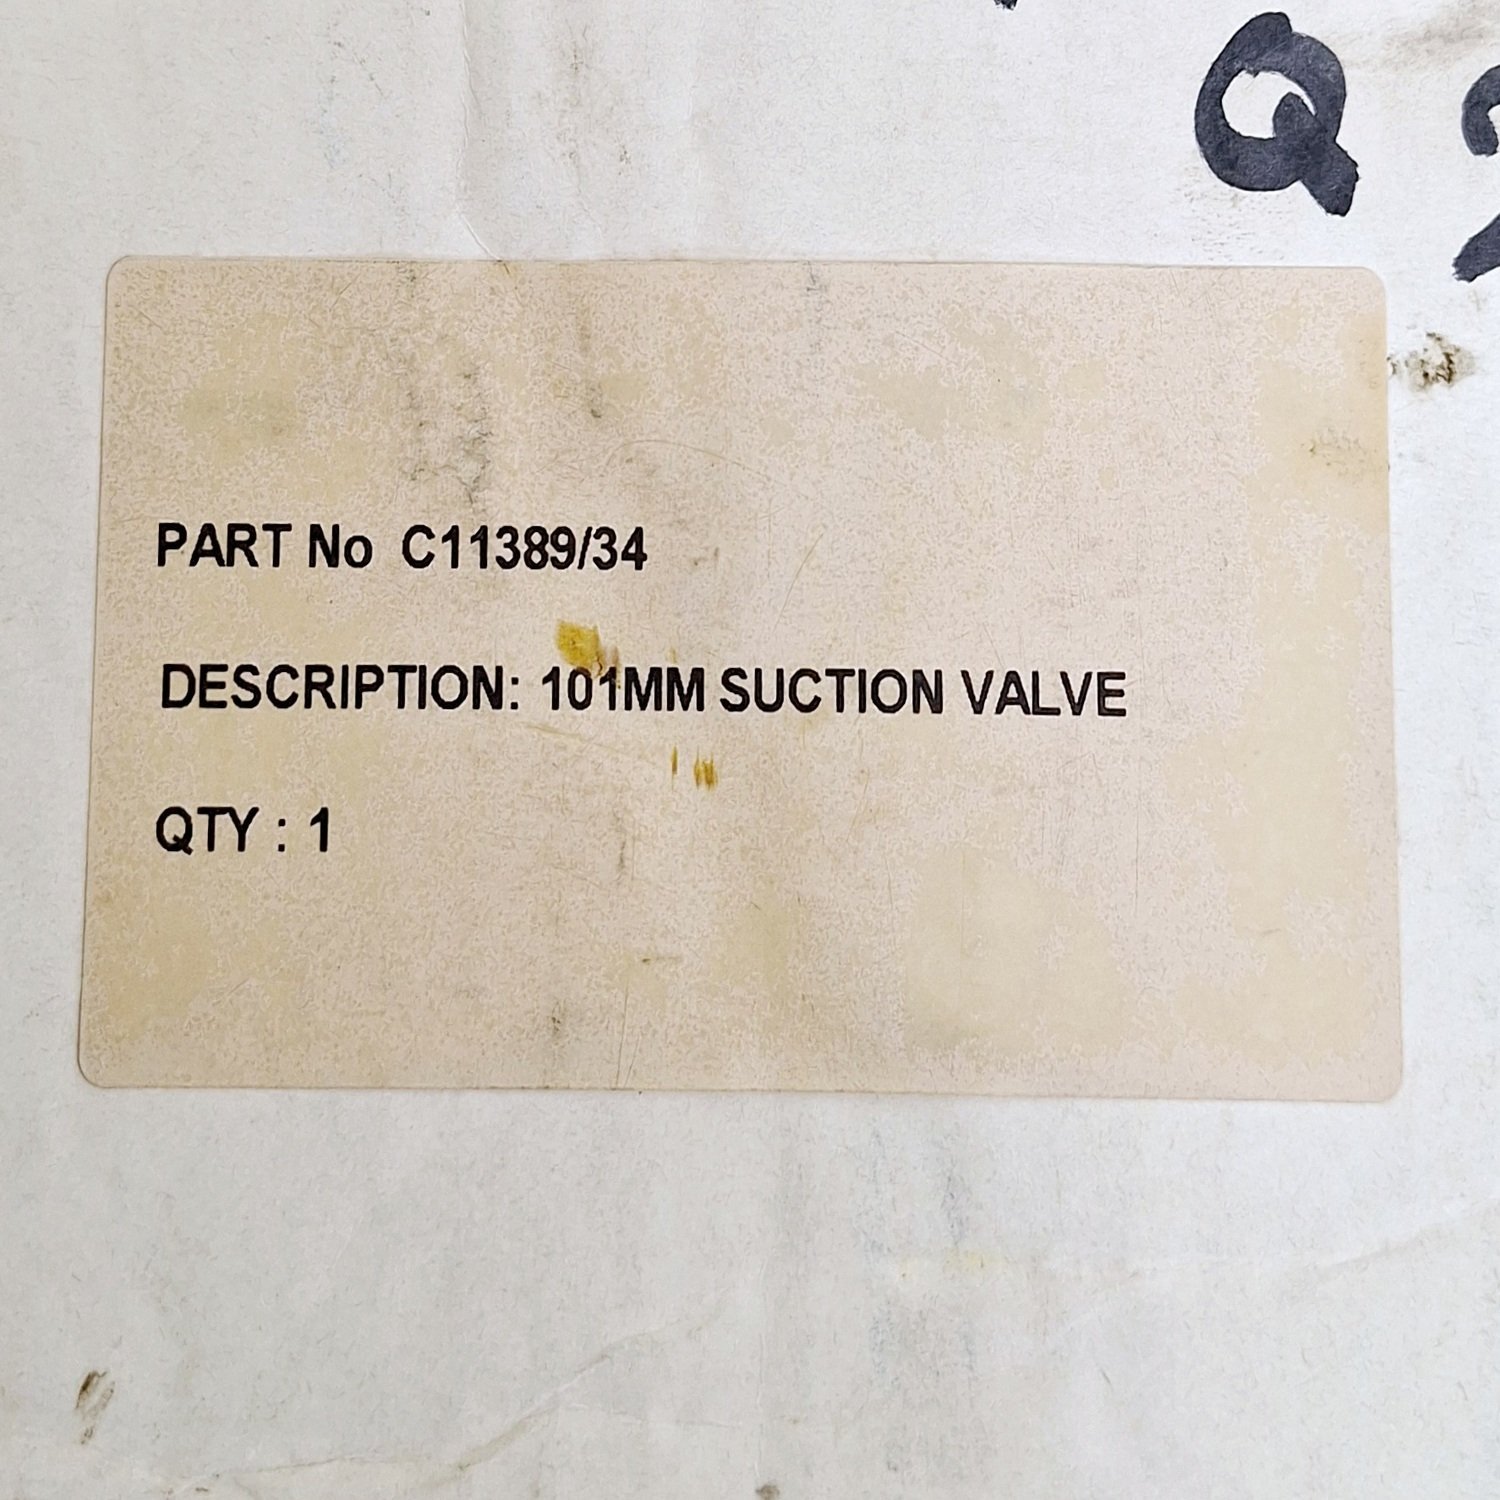 Q
PART No C11389/34
DESCRIPTION: 101MM SUCTION VALVE
QTY : 1